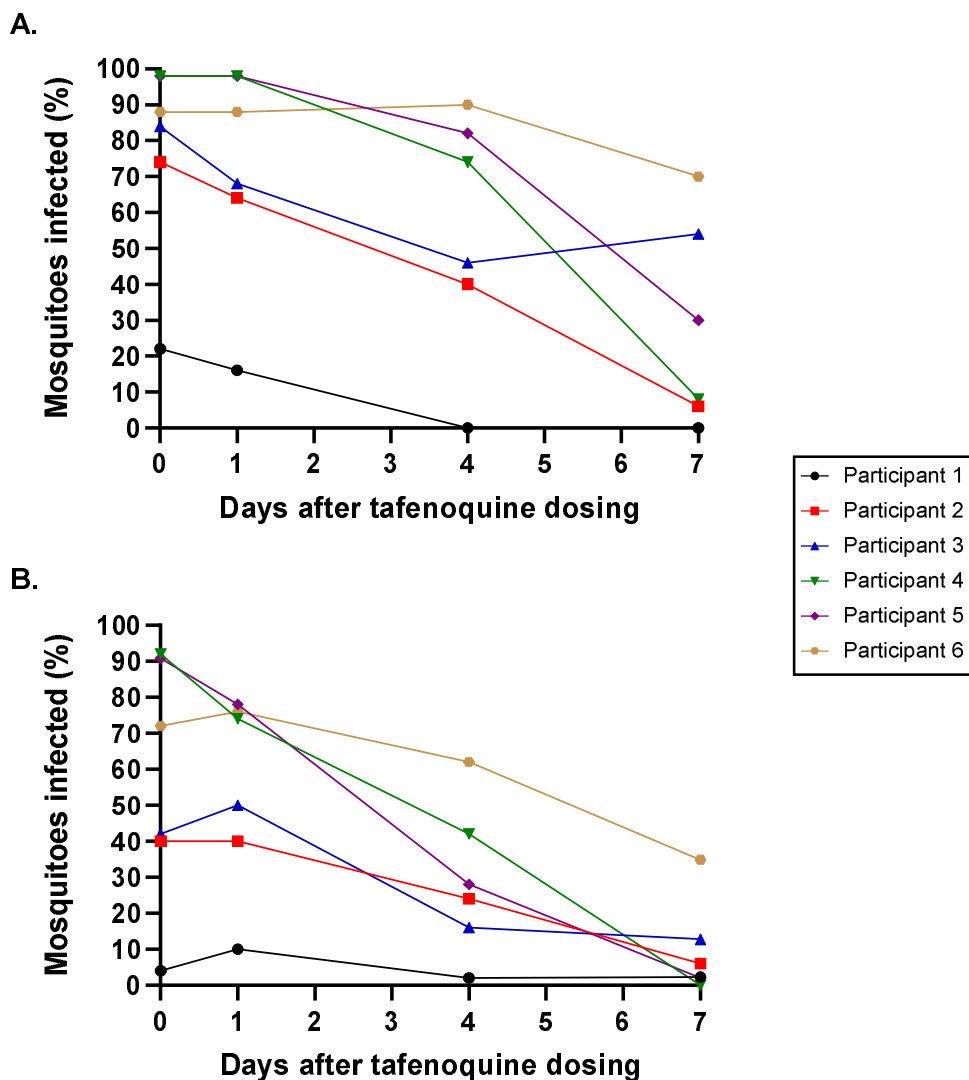 A.
Mosquitoes infected (%)
100
90
80
70
60
50
40
30
20
10
0
0 1 2 3 4 5 6 7
Days after tafenoquine dosing
Participant 1
Participant 2
Participant 3
Participant 4
Participant 5
Participant 6
B.
Mosquitoes infected (%)
100
90
80
70
60
50
40
30
20
10
0
0 1 2 3 4 5 6 7
Days after tafenoquine dosing